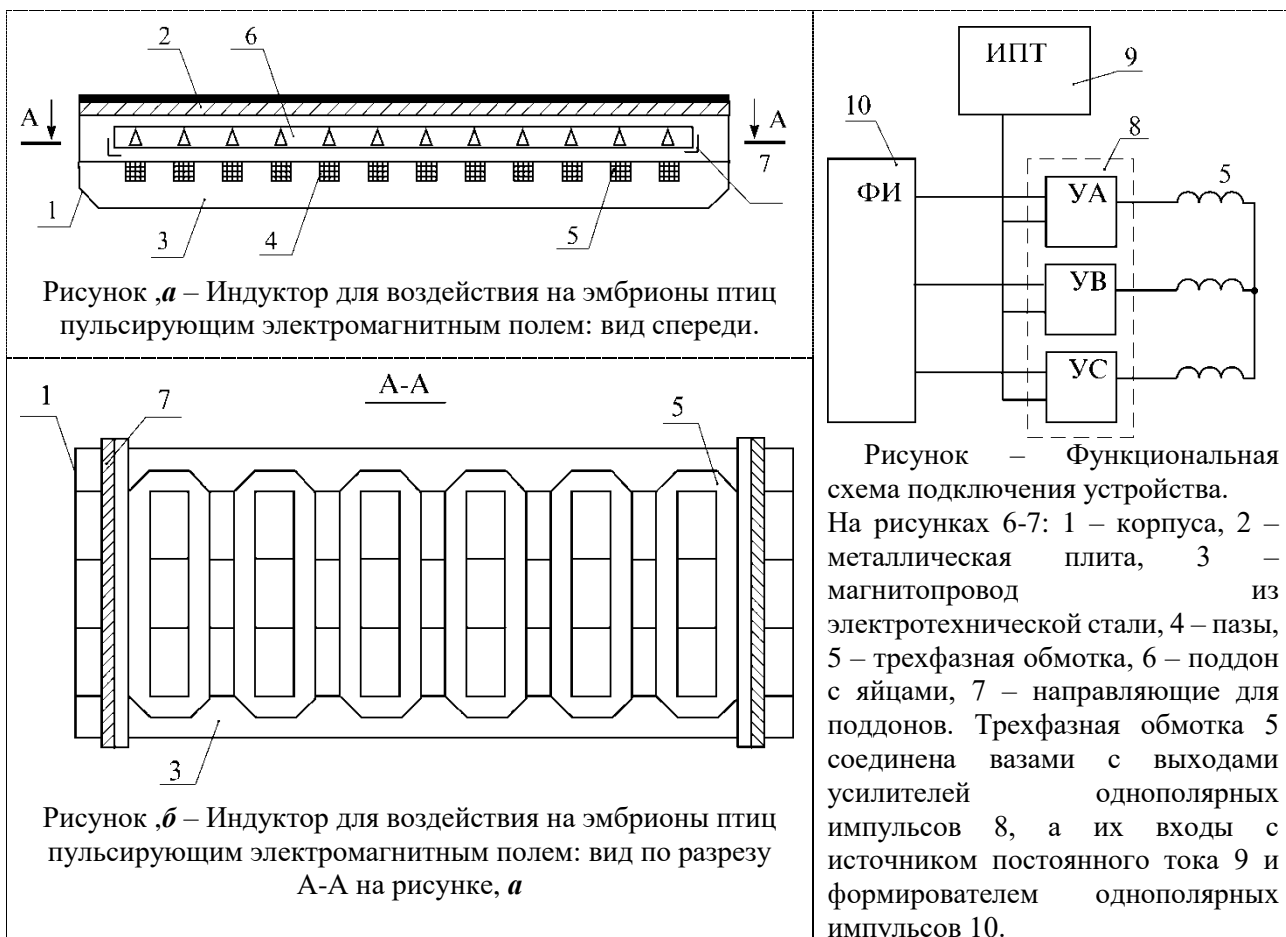 2
6
А
А
7
1
3
4
5
Рисунок ,а – Индуктор для воздействия на эмбрионы птиц
пульсирующим электромагнитным полем: вид спереди.
А-А
1
7
5
3
Рисунок ,б – Индуктор для воздействия на эмбрионы птиц
пульсирующим электромагнитным полем: вид по разрезу
А-А на рисунке, а
ИПТ
9
10
8
ФИ
УА
5
УВ
УС
Рисунок – Функциональная
схема подключения устройства.
На рисунках 6-7: 1 – корпуса, 2 –
металлическая плита, 3 –
магнитопровод из
электротехнической стали, 4 – пазы,
5 – трехфазная обмотка, 6 – поддон
с яйцами, 7 – направляющие для
поддонов. Трехфазная обмотка 5
соединена вазами с выходами
усилителей однополярных
импульсов 8, а их входы с
источником постоянного тока 9 и
формирователем однополярных
импульсов 10.